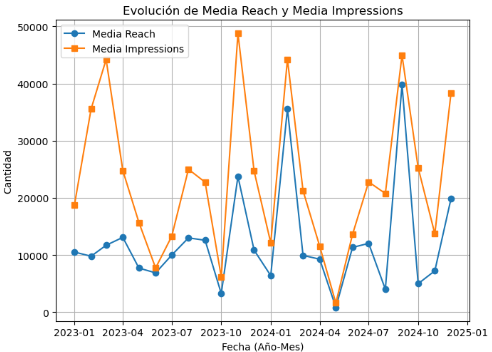 Evolución de Media Reach y Media Impressions
Media Reach
Media Impressions
50000
40000
30000
20000
10000
0
Cantidad
2023-01 2023-04 2023-07 2023-10 2024-01 2024-04 2024-07 2024-10 2025-01
Fecha (Año-Mes)